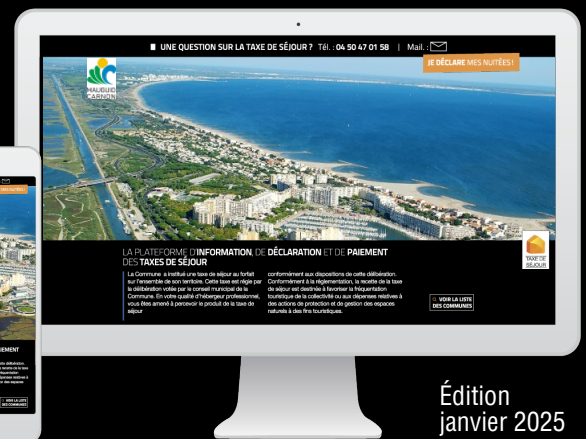 UNE QUESTION SUR LA TAXE DE SÉJOUR ? Tél. : 04 50 47 01 58 | Mail. :
JE DÉCLARE MES NUITÉES !
MAUGUIO
CARNON
LA PLATEFORME D'INFORMATION, DE DÉCLARATION ET DE PAIEMENT
DES TAXES DE SÉJOUR
La Commune a institué une taxe de séjour au forfait
sur l'ensemble de son territoire. Cette taxe est régie par
la délibération votée par le conseil municipal de la
Commune. En votre qualité d'hébergeur professionnel,
vous êtes amené à percevoir le produit de la taxe de
séjour
conformément aux dispositions de cette délibération.
Conformément à la réglementation, la recette de la taxe
de séjour est destinée à favoriser la fréquentation
touristique de la collectivité ou aux dépenses relatives à
des actions de protection et de gestion des espaces
naturels à des fins touristiques.
TAXE DE
SÉJOUR
VOIR LA LISTE
DES COMMUNES
IEMENT
VOIR LA LISTE
DES COMMUNES
Édition
janvier 2025